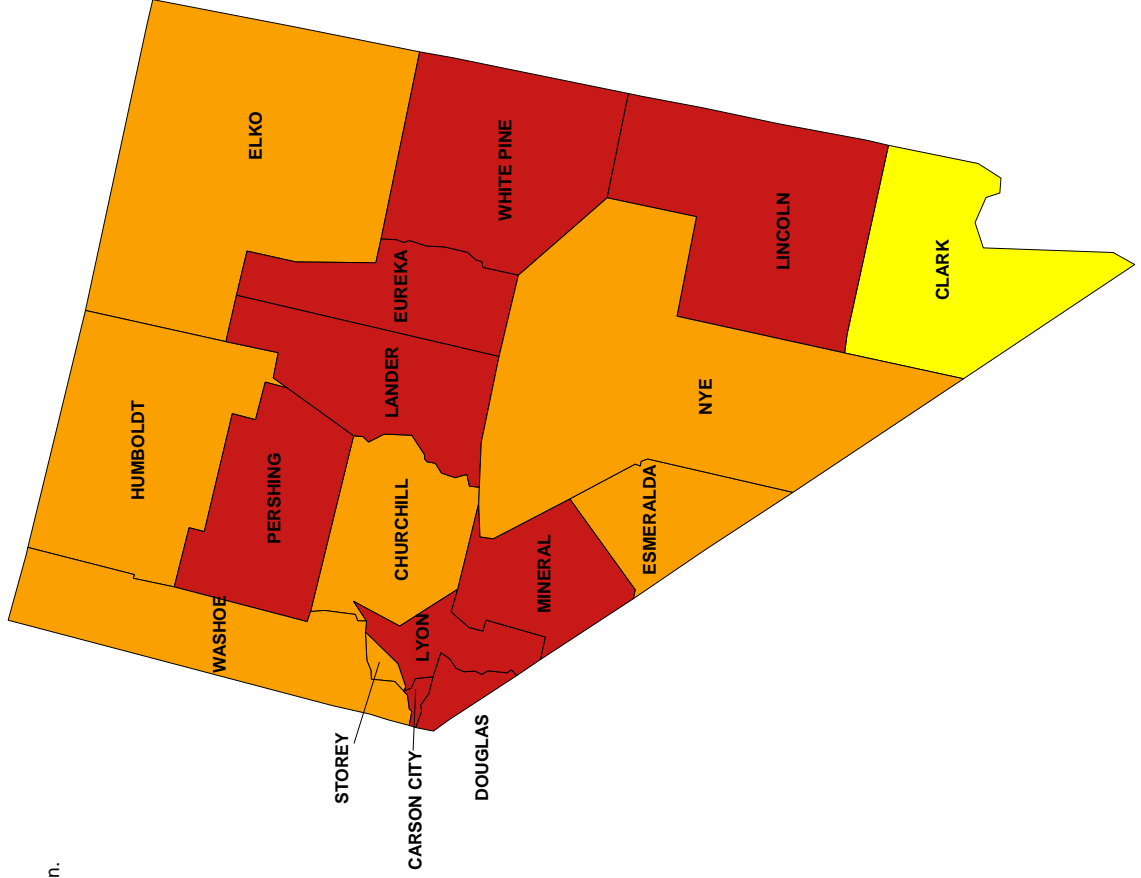 ELKO
WHITE PINE
LINCOLN
CLARK
EUREKA
LANDER
NYE
HUMBOLDT
PERSHING
CHURCHILL
MINERAL
ESMERALDA
WASHOE
LYON
STOREY
CARSON CITY
DOUGLAS
n.